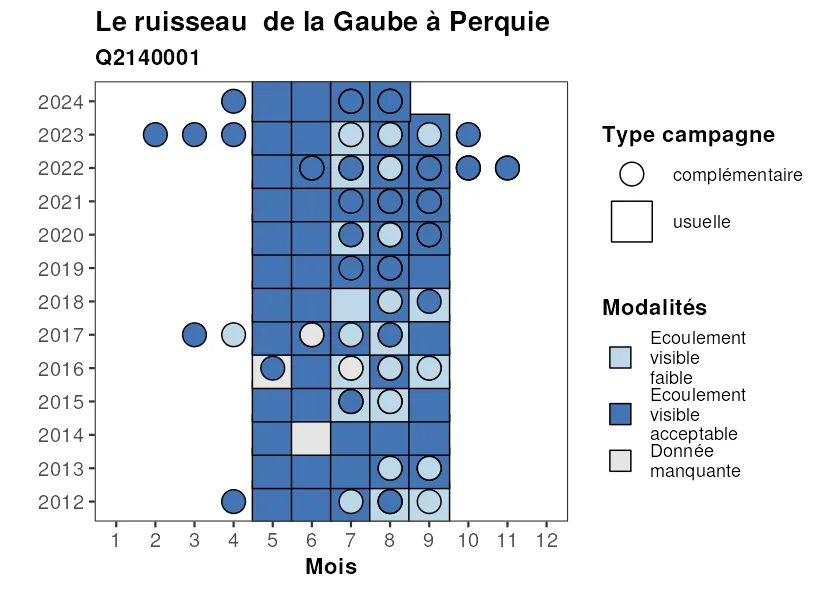 Le ruisseau  de la Gaube à Perquie
Q2140001
2024
2023
2022
2021
2020
2019
2018
2017
2016
2015
2014
2013
2012
1 2 3 4 5 6 7 8 9 10 11 12
Mois
Type campagne
complémentaire
usuelle
Modalités
Ecoulement
visible
faible
Ecoulement
visible
acceptable
Donnée
manquante